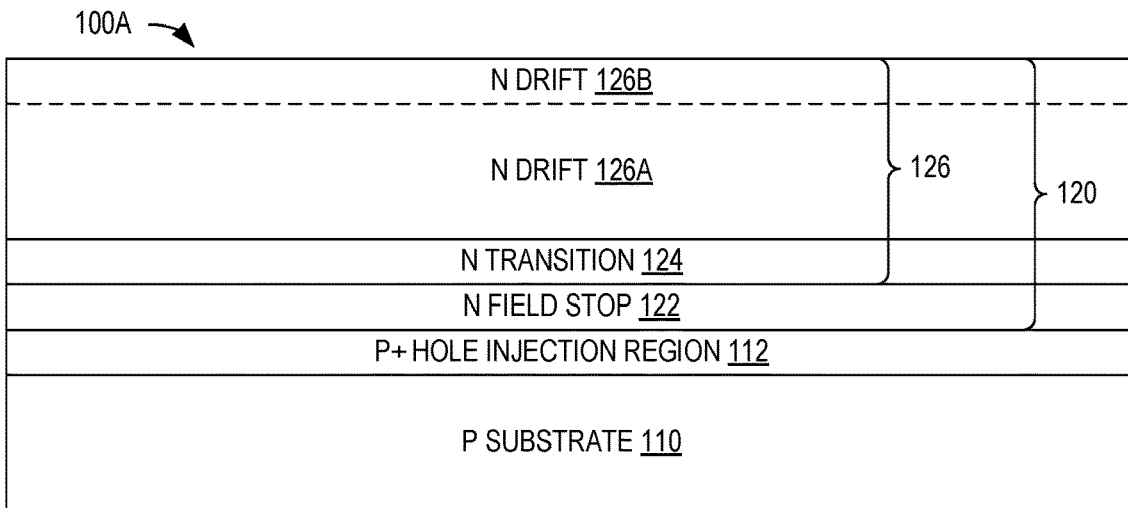 100A
N DRIFT 126B
N DRIFT 126A
126
120
N TRANSITION 124
N FIELD STOP 122
P+ HOLE INJECTION REGION 112
P SUBSTRATE 110